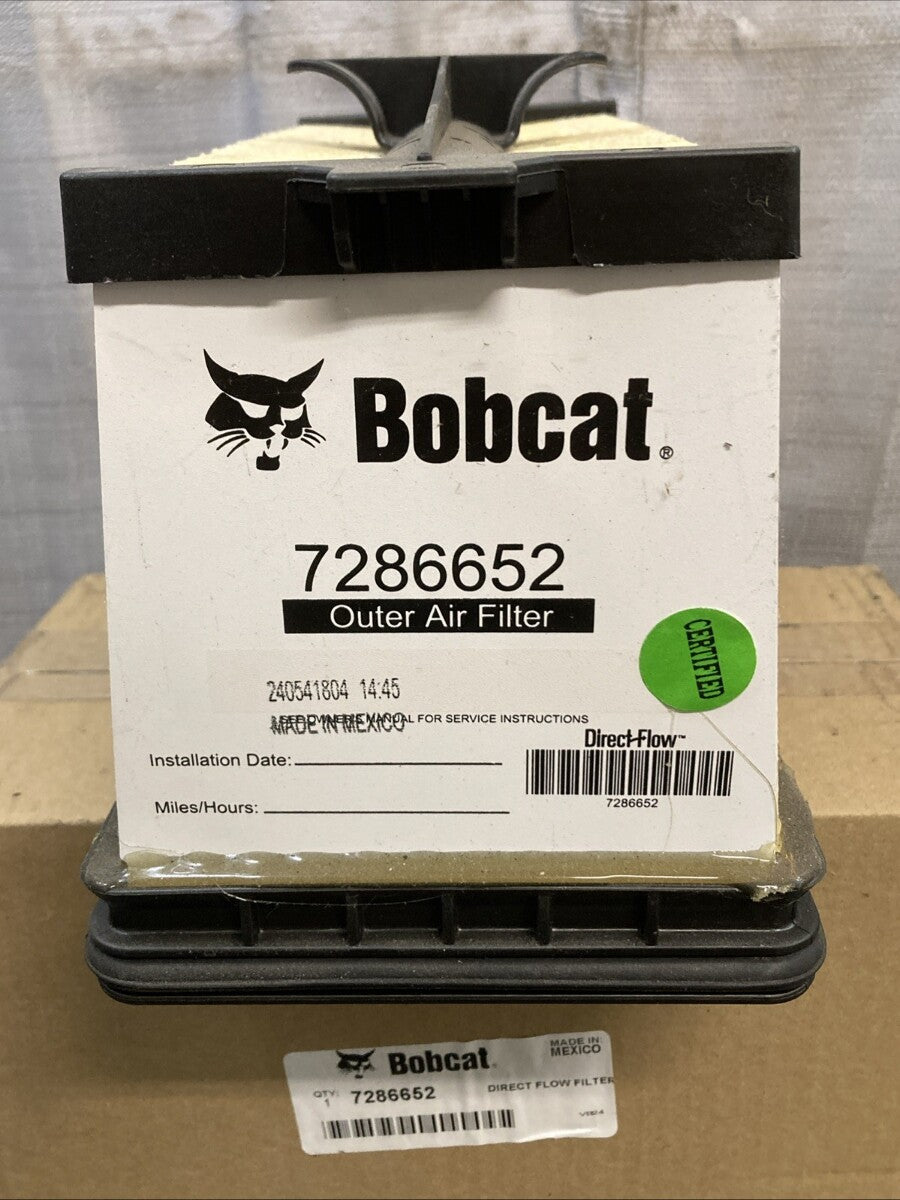 Bobcat®
7286652
Outer Air Filter
CERTIFIED
240541804 14:45
SEE OWNER'S MANUAL FOR SERVICE INSTRUCTIONS
MADE IN MEXICO
Direct-Flow™
Installation Date:
7286652
Miles/Hours:
Bobcat
MADE IN:
MEXICO
QTY:
1
7286652
DIRECT FLOW FILTER